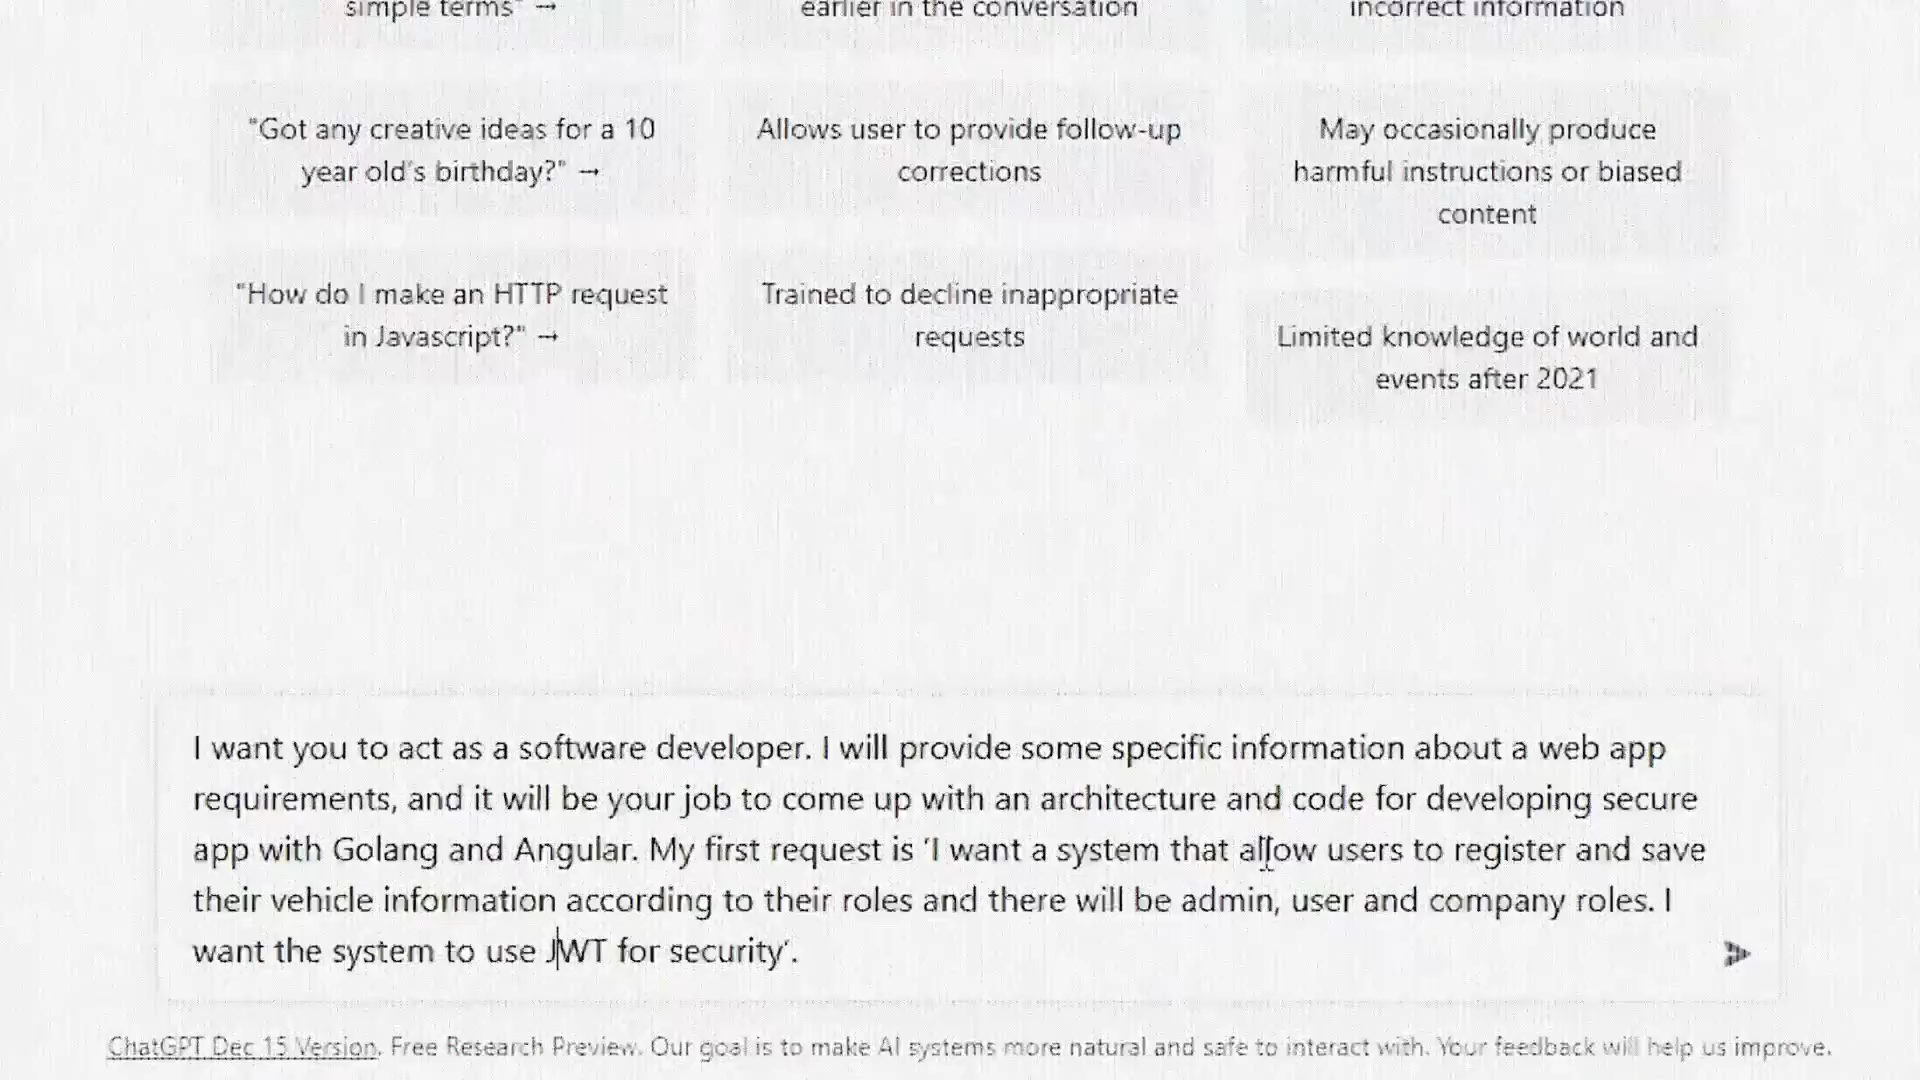 simple terms" →
earlier in the conversation
incorrect information
"Got any creative ideas for a 10
year old's birthday?" →
Allows user to provide follow-up
corrections
May occasionally produce
harmful instructions or biased
content
"How do I make an HTTP request
in Javascript?" →
Trained to decline inappropriate
requests
Limited knowledge of world and
events after 2021
I want you to act as a software developer. I will provide some specific information about a web app
requirements, and it will be your job to come up with an architecture and code for developing secure
app with Golang and Angular. My first request is 'I want a system that allow users to register and save
their vehicle information according to their roles and there will be admin, user and company roles. I
want the system to use JWT for security'.
ChatGPT Dec 15 Version. Free Research Preview. Our goal is to make AI systems more natural and safe to interact with. Your feedback will help us improve.